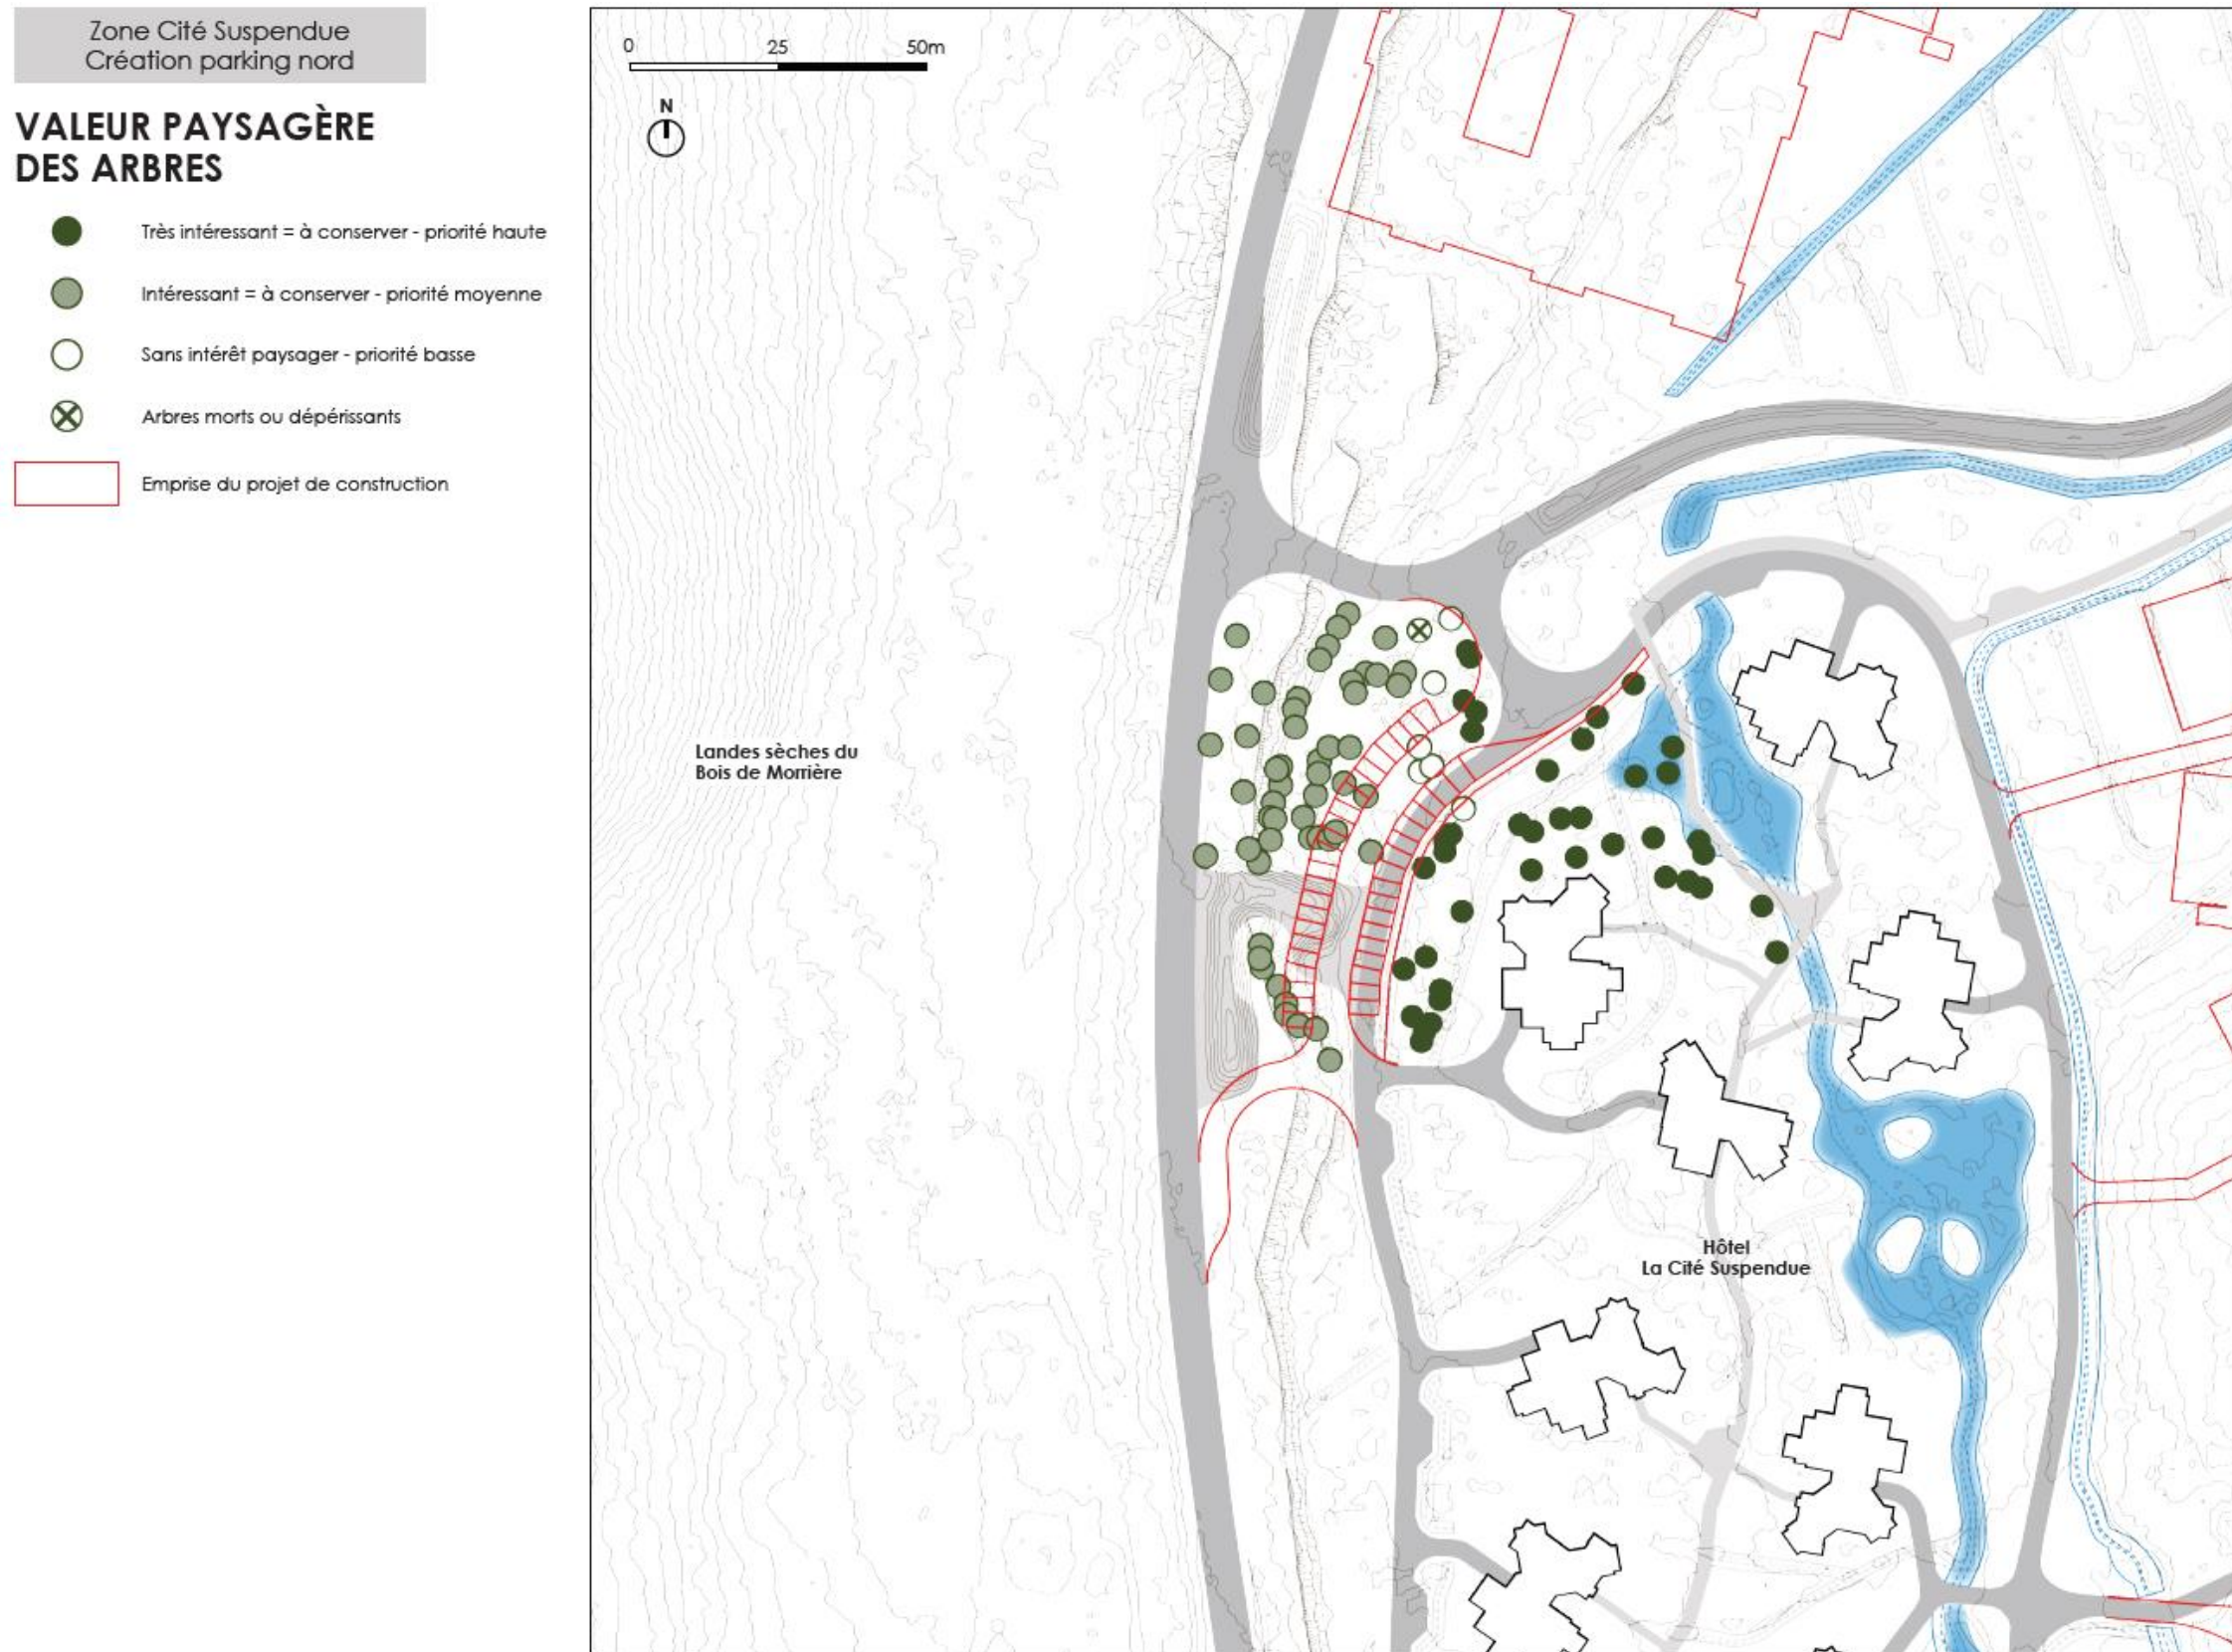 Zone Cité Suspendue
Création parking nord
VALEUR PAYSAGÈRE
DES ARBRES
Très intéressant = à conserver - priorité haute
Intéressant = à conserver - priorité moyenne
Sans intérêt paysager - priorité basse
Arbres morts ou dépérissants
Emprise du projet de construction
0 25 50m
N
Landes sèches du
Bois de Morrière
Hôtel
La Cité Suspendue